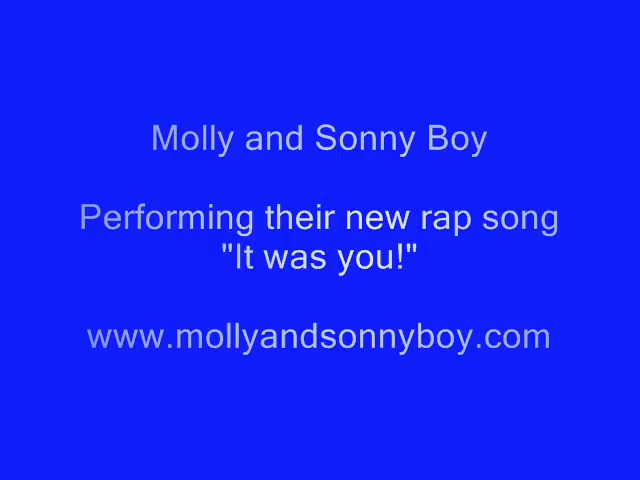 Molly and Sonny Boy
Performing their new rap song
"It was you!"
www.mollyandsonnyboy.com